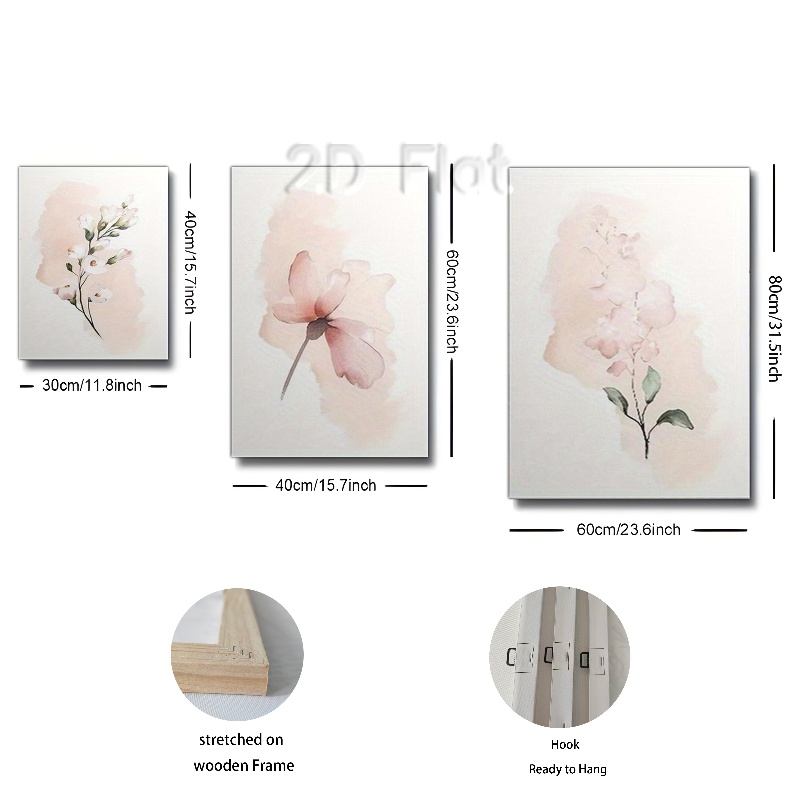 2D Flat
40cm/15.7inch
30cm/11.8inch
60cm/23.6inch
40cm/15.7inch
80cm/31.5inch
60cm/23.6inch
stretched on
wooden Frame
Hook
Ready to Hang